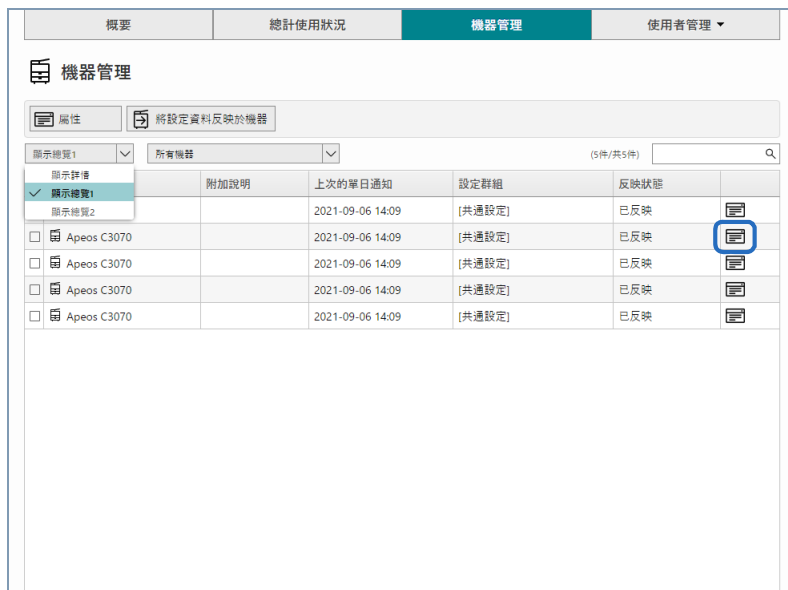 概要 總計使用狀況 機器管理 使用者管理
機器管理
屬性 將設定資料反映於機器
顯示總覽1 所有機器 (5件/共5件)
顯示詳情
顯示總覽1
顯示總覽2
附加說明 上次的單日通知 設定群組 反映狀態
2021-09-06 14:09 [共通設定] 已反映
Apeos C3070 2021-09-06 14:09 [共通設定] 已反映
Apeos C3070 2021-09-06 14:09 [共通設定] 已反映
Apeos C3070 2021-09-06 14:09 [共通設定] 已反映
Apeos C3070 2021-09-06 14:09 [共通設定] 已反映